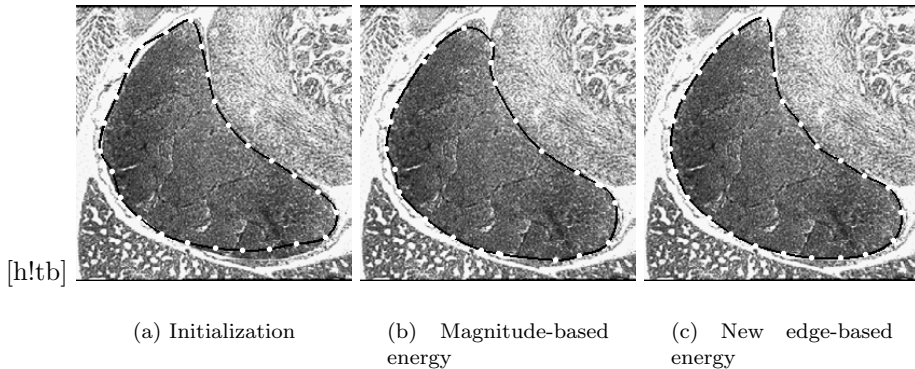 [h!tb]
(a) Initialization
(b) Magnitude-based
energy
(c) New edge-based
energy